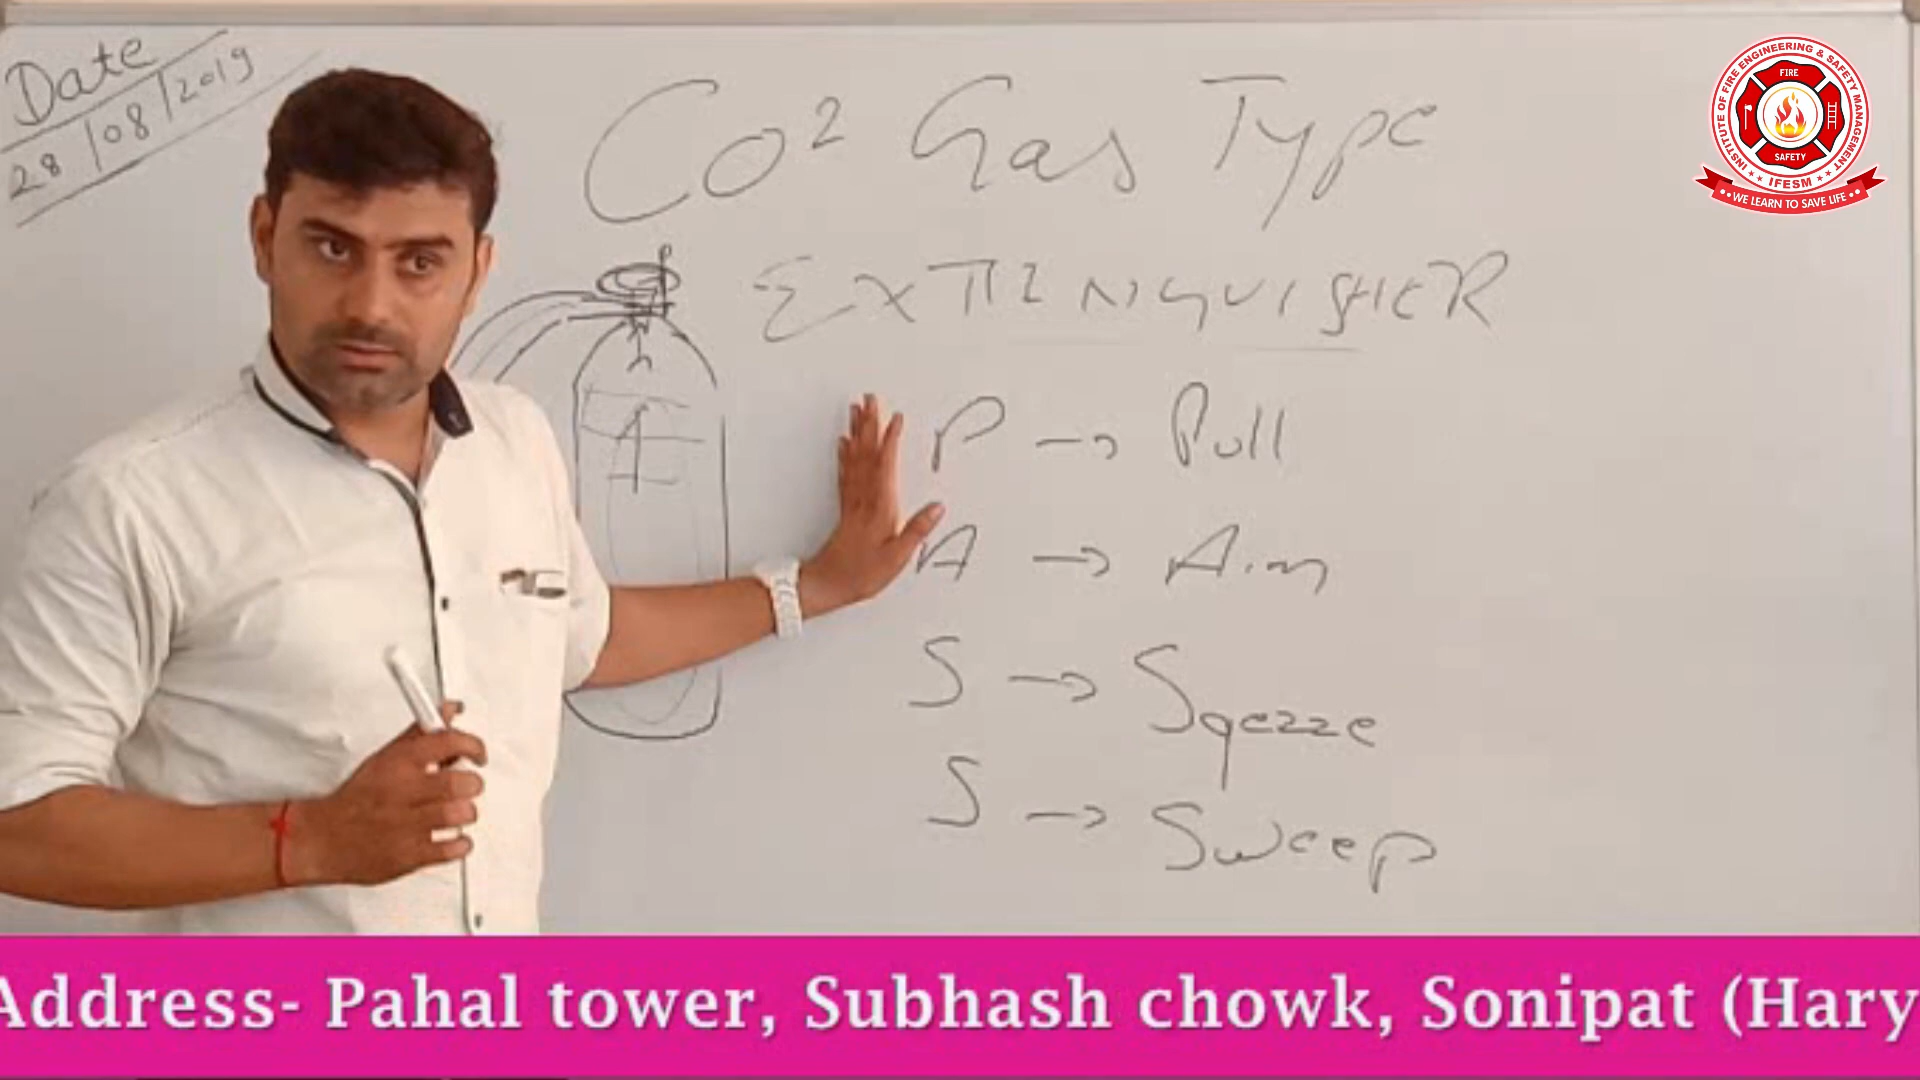 Date
28/08/2019
Co² Gas Type
EXTINGUISHER
P → Pull
A → Aim
S → Sqezze
S → Sweep
INSTITUTE OF FIRE ENGINEERING & SAFETY MANAGEMENT
FIRE
SAFETY
IFESM
WE LEARN TO SAVE LIFE
Address- Pahal tower, Subhash chowk, Sonipat (Hary